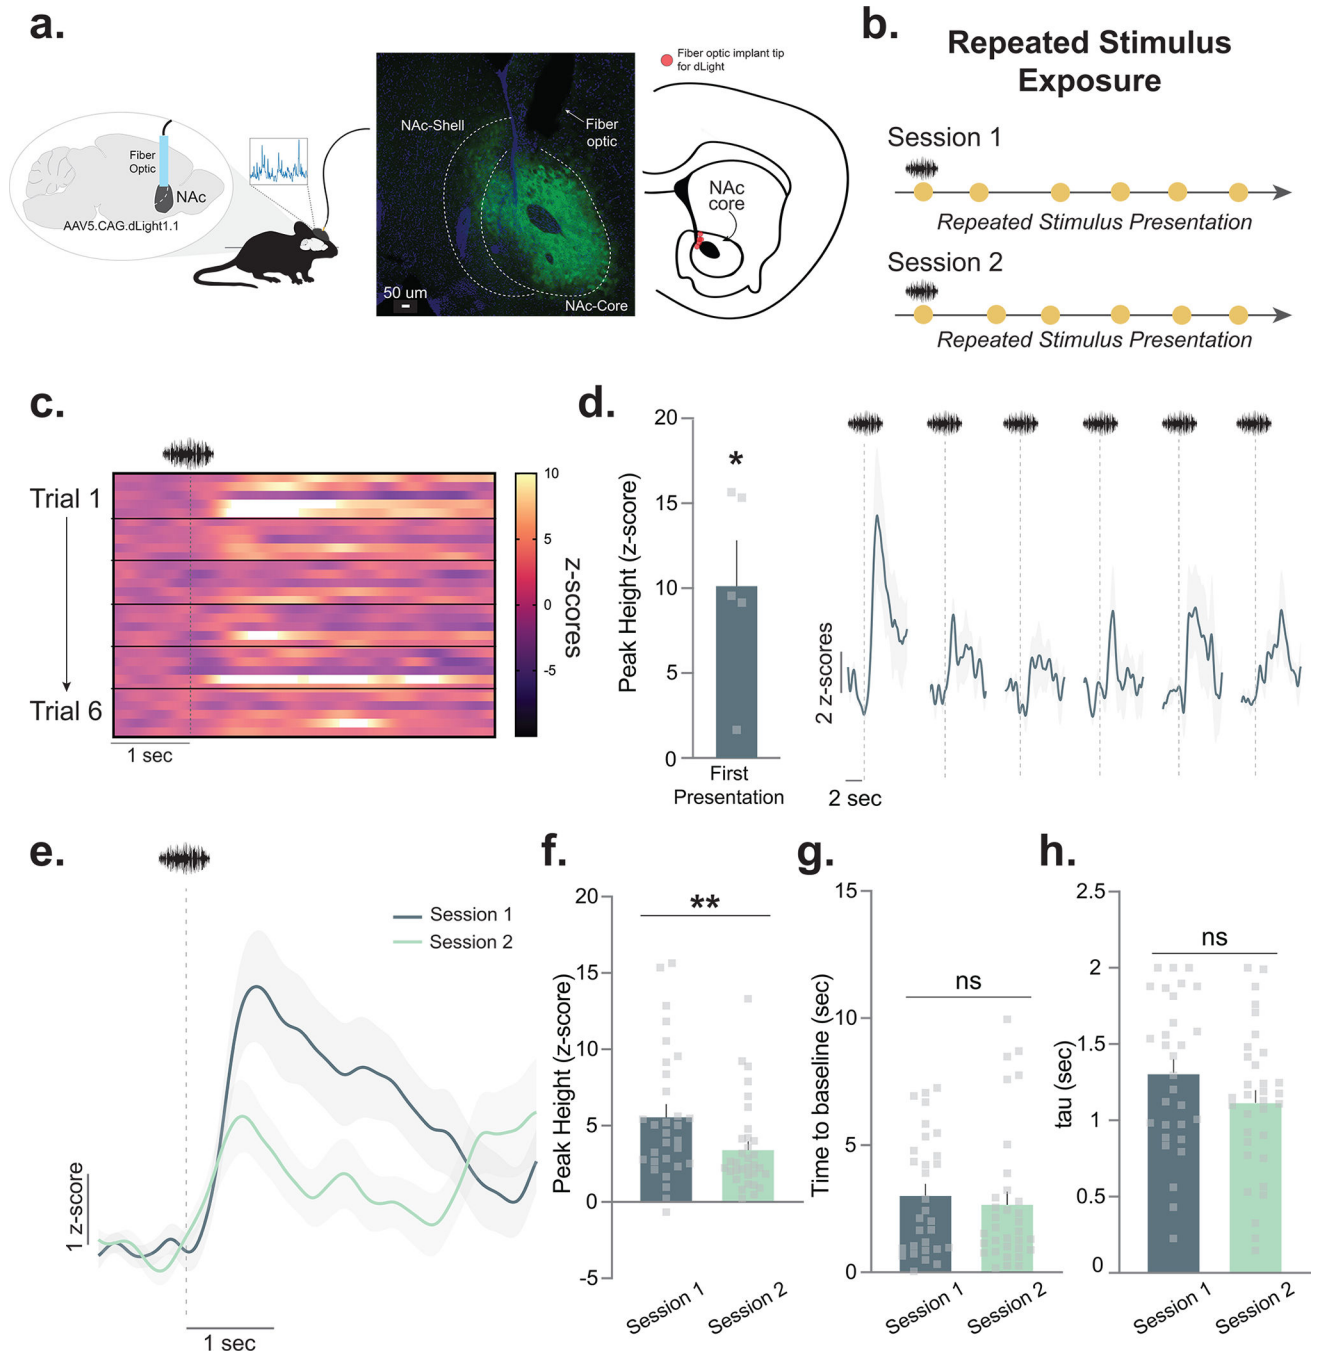 a.
Fiber
Optic
NAc
AAV5.CAG.dLight1.1
NAc-Shell
Fiber
optic
50 um
NAc-Core
Fiber optic implant tip
for dLight
NAc
core
b.
Repeated Stimulus
Exposure
Session 1
Repeated Stimulus Presentation
Session 2
Repeated Stimulus Presentation
c.
Trial 1
Trial 6
1 sec
10
5
0
-5
z-scores
d.
Peak Height (z-score)
20
15
10
5
0
*
First
Presentation
2 z-scores
2 sec
e.
Session 1
Session 2
1 z-score
1 sec
f.
Peak Height (z-score)
20
15
10
5
0
-5
**
Session 1
Session 2
g.
Time to baseline (sec)
15
10
5
0
ns
Session 1
Session 2
h.
tau (sec)
2.5
2
1.5
1
0.5
0
ns
Session 1
Session 2